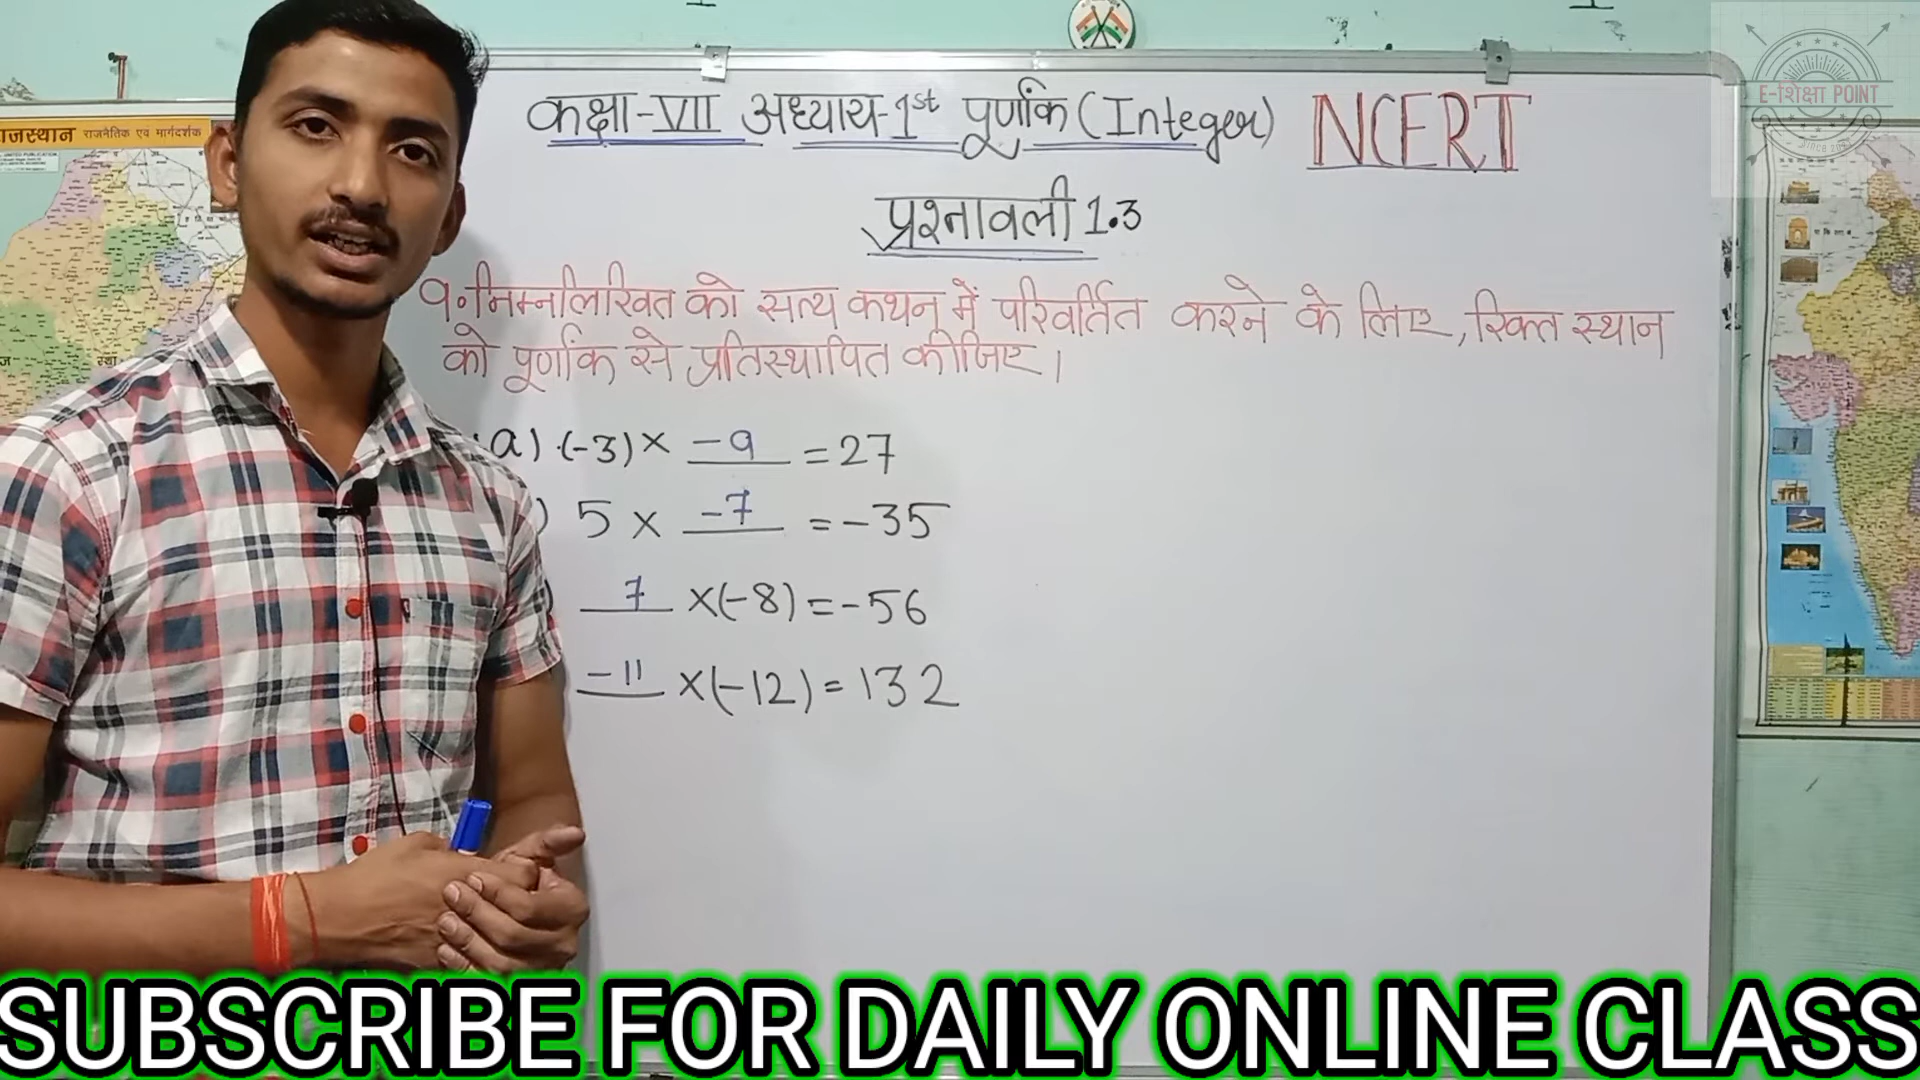 कक्षा-VII अध्याय-1st पूर्णांक (Integer) NCERT
E-शिक्षा POINT
प्रश्नावली 1.3
9. निम्नलिखित को सत्य कथन में परिवर्तित करने के लिए, रिक्त स्थान
को पूर्णांक से प्रतिस्थापित कीजिए।
a) (-3) × -9 = 27
) 5 × -7 = -35
) 7 ×(-8) = -56
-11 ×(-12) = 132
राजनैतिक एवं मार्गदर्शक
SUBSCRIBE FOR DAILY ONLINE CLASS